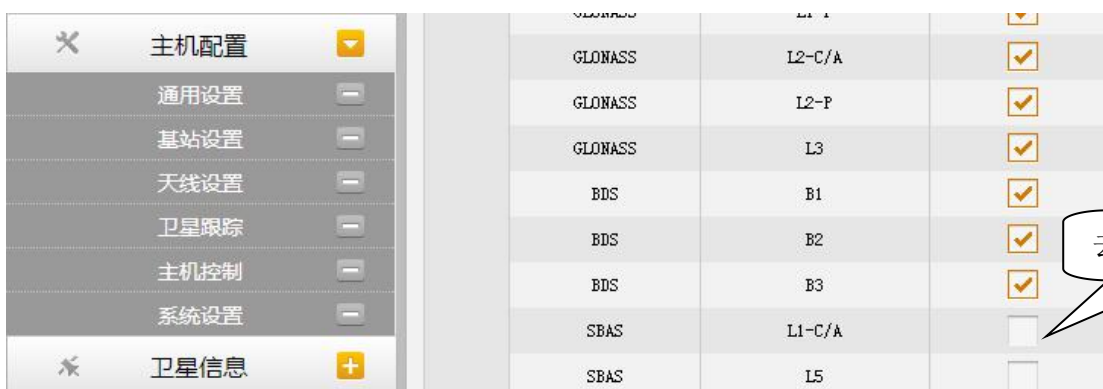 主机配置
通用设置
基站设置
天线设置
卫星跟踪
主机控制
系统设置
卫星信息
GLONASS L2-C/A
GLONASS L2-P
GLONASS L3
BDS B1
BDS B2
BDS B3
SBAS L1-C/A
SBAS L5